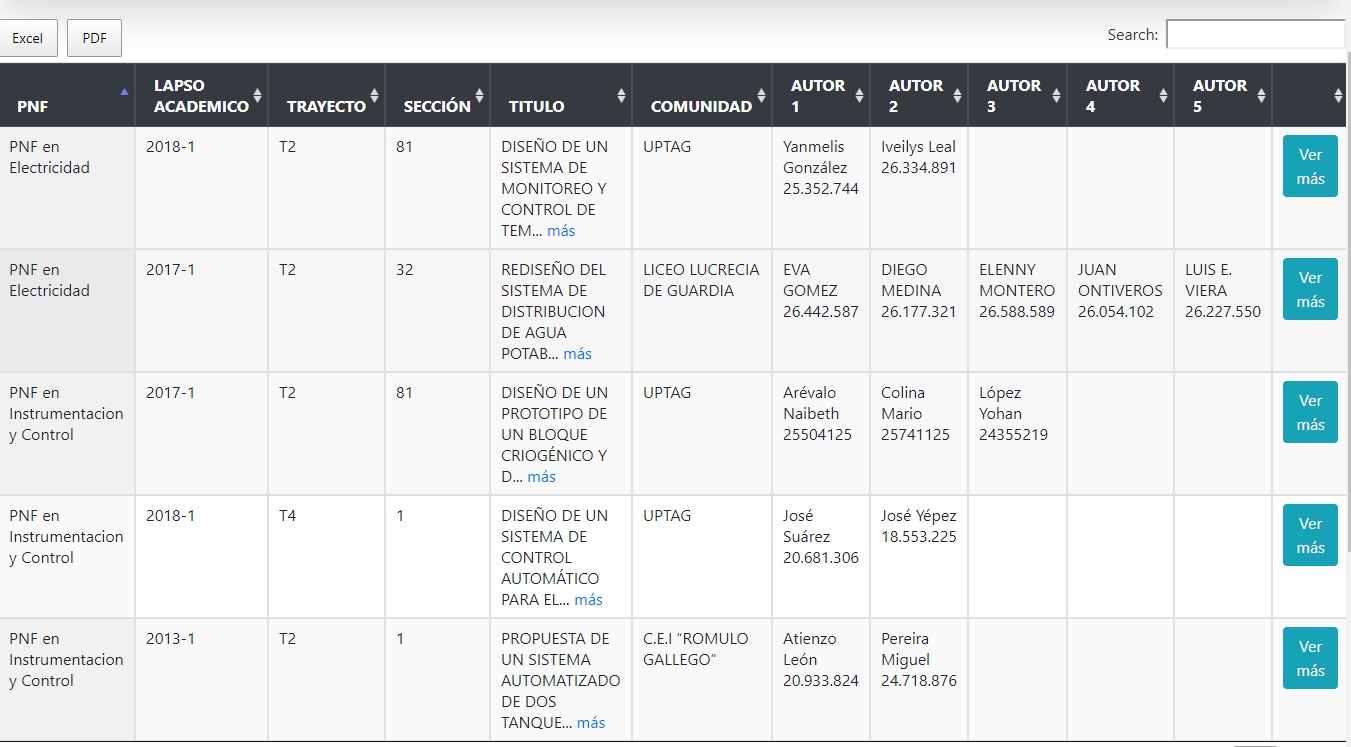 Excel
PDF
Search:
PNF
LAPSO
ACADEMICO
TRAYECTO
SECCIÓN
TITULO
COMUNIDAD
AUTOR
1
AUTOR
2
AUTOR
3
AUTOR
4
AUTOR
5
PNF en
Electricidad
2018-1
T2
81
DISEÑO DE UN
SISTEMA DE
MONITOREO Y
CONTROL DE
TEM... más
UPTAG
Yanmelis
González
25.352.744
Iveilys Leal
26.334.891
Ver
más
PNF en
Electricidad
2017-1
T2
32
REDISEÑO DEL
SISTEMA DE
DISTRIBUCION
DE AGUA
POTAB... más
LICEO LUCRECIA
DE GUARDIA
EVA
GOMEZ
26.442.587
DIEGO
MEDINA
26.177.321
ELENNY
MONTERO
26.588.589
JUAN
ONTIVEROS
26.054.102
LUIS E.
VIERA
26.227.550
Ver
más
PNF en
Instrumentacion
y Control
2017-1
T2
81
DISEÑO DE UN
PROTOTIPO DE
UN BLOQUE
CRIOGÉNICO Y
D... más
UPTAG
Arévalo
Naibeth
25504125
Colina
Mario
25741125
López
Yohan
24355219
Ver
más
PNF en
Instrumentacion
y Control
2018-1
T4
1
DISEÑO DE UN
SISTEMA DE
CONTROL
AUTOMÁTICO
PARA EL... más
UPTAG
José
Suárez
20.681.306
José Yépez
18.553.225
Ver
más
PNF en
Instrumentacion
y Control
2013-1
T2
1
PROPUESTA DE
UN SISTEMA
AUTOMATIZADO
DE DOS
TANQUE... más
C.E.I “ROMULO
GALLEGO”
Atienzo
León
20.933.824
Pereira
Miguel
24.718.876
Ver
más